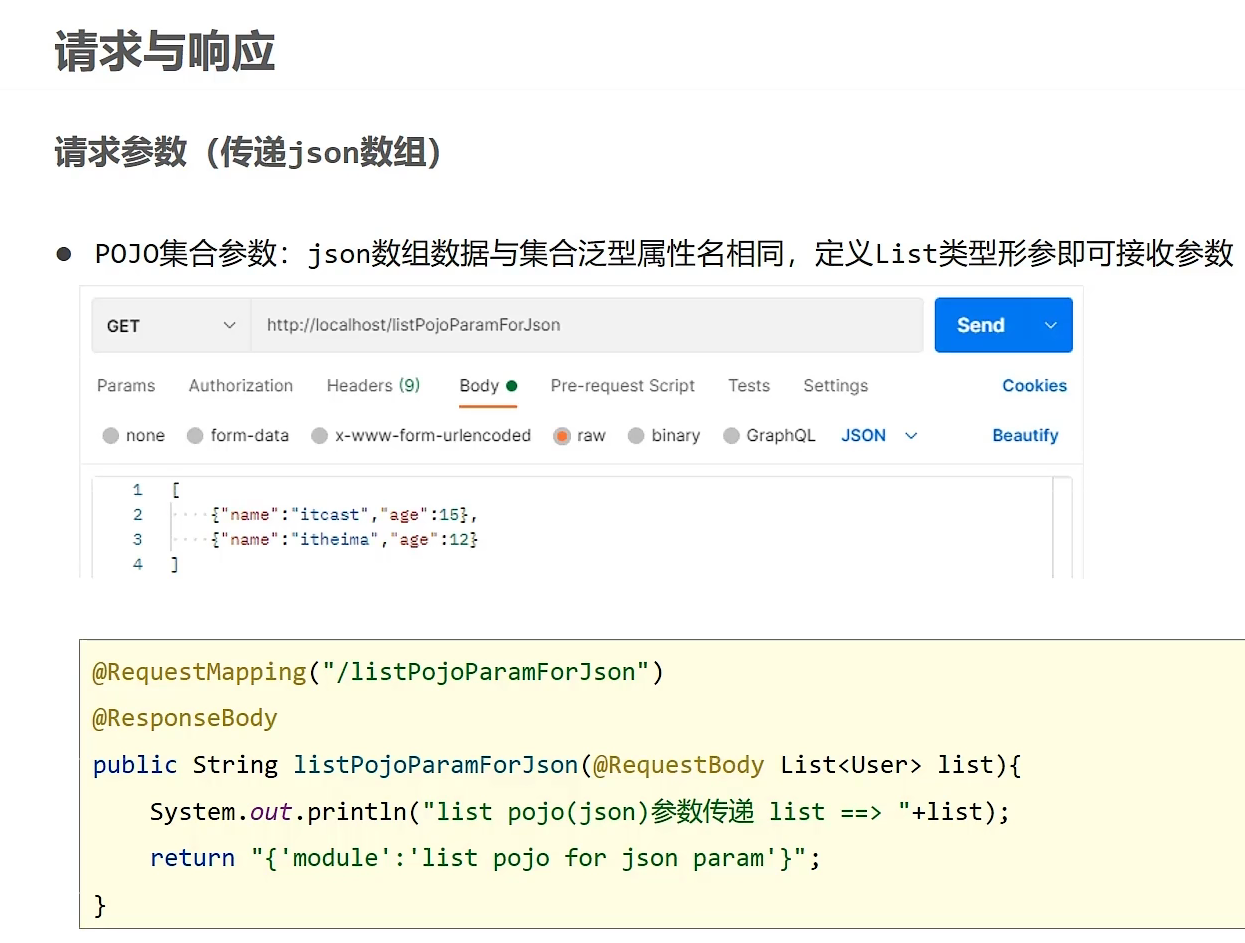 请求与响应
请求参数（传递json数组）
● POJO集合参数：json数组数据与集合泛型属性名相同，定义List类型形参即可接收参数
GET http://localhost/listPojoParamForJson Send
Params Authorization Headers (9) Body Pre-request Script Tests Settings Cookies
none form-data x-www-form-urlencoded raw binary GraphQL JSON Beautify
1 [
2 ····{"name":"itcast","age":15},
3 ····{"name":"itheima","age":12}
4 ]
@RequestMapping("/listPojoParamForJson")
@ResponseBody
public String listPojoParamForJson(@RequestBody List<User> list){
    System.out.println("list pojo(json)参数传递 list ==> "+list);
    return "{'module':'list pojo for json param'}";
}